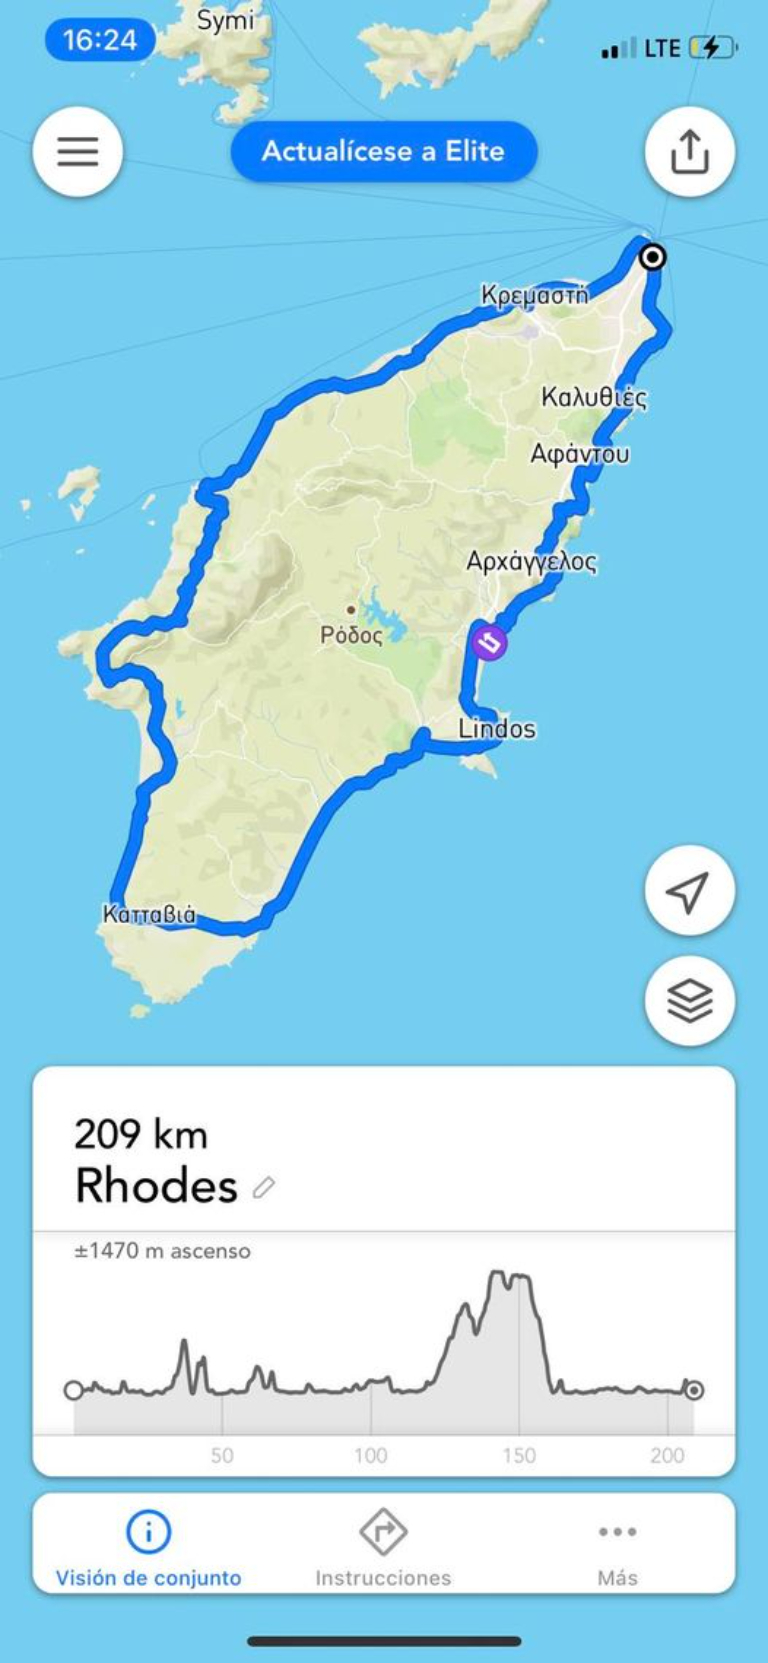 Symi
16:24
LTE
Actualícese a Elite
Κρεμαστή
Καλυθιές
Αφάντου
Αρχάγγελος
Ρόδος
Lindos
Κατταβιά
209 km
Rhodes
±1470 m ascenso
50 100 150 200
Visión de conjunto Instrucciones Más